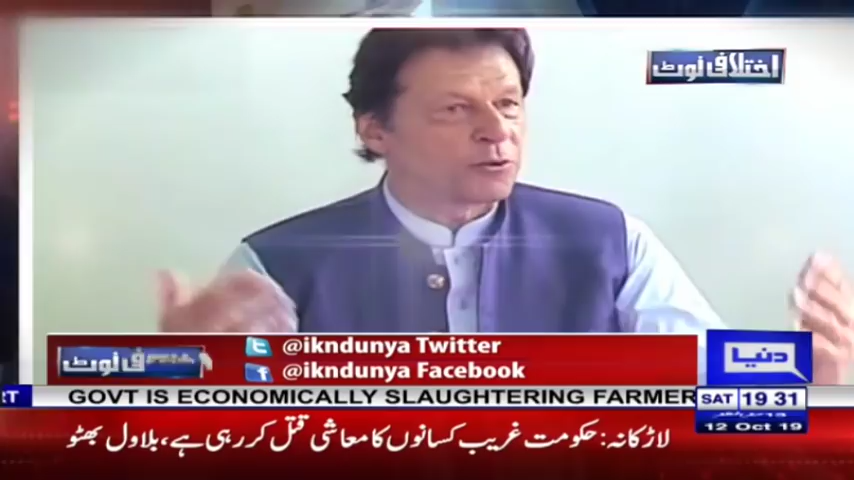 اختلافی نوٹ
@ikndunya Twitter
@ikndunya Facebook
دنیا
GOVT IS ECONOMICALLY SLAUGHTERING FARMER
SAT 19 31
12 Oct 19
لاڑکانہ: حکومت غریب کسانوں کا معاشی قتل کر رہی ہے، بلاول بھٹو